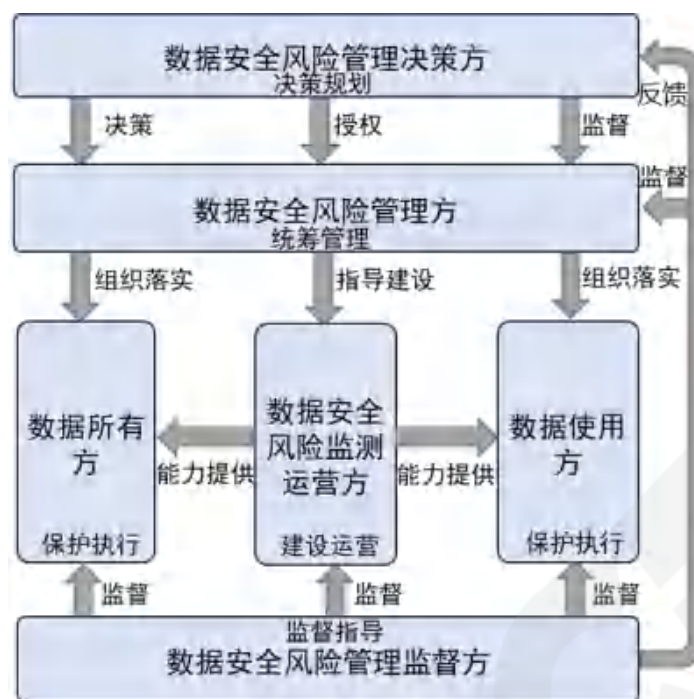 数据安全风险管理决策方
决策规划
反馈
决策
授权
监督
监督
数据安全风险管理方
统筹管理
组织落实
指导建设
组织落实
数据所有
方
保护执行
能力提供
数据安全
风险监测
运营方
建设运营
能力提供
数据使用
方
保护执行
监督
监督
监督
监督指导
数据安全风险管理监督方